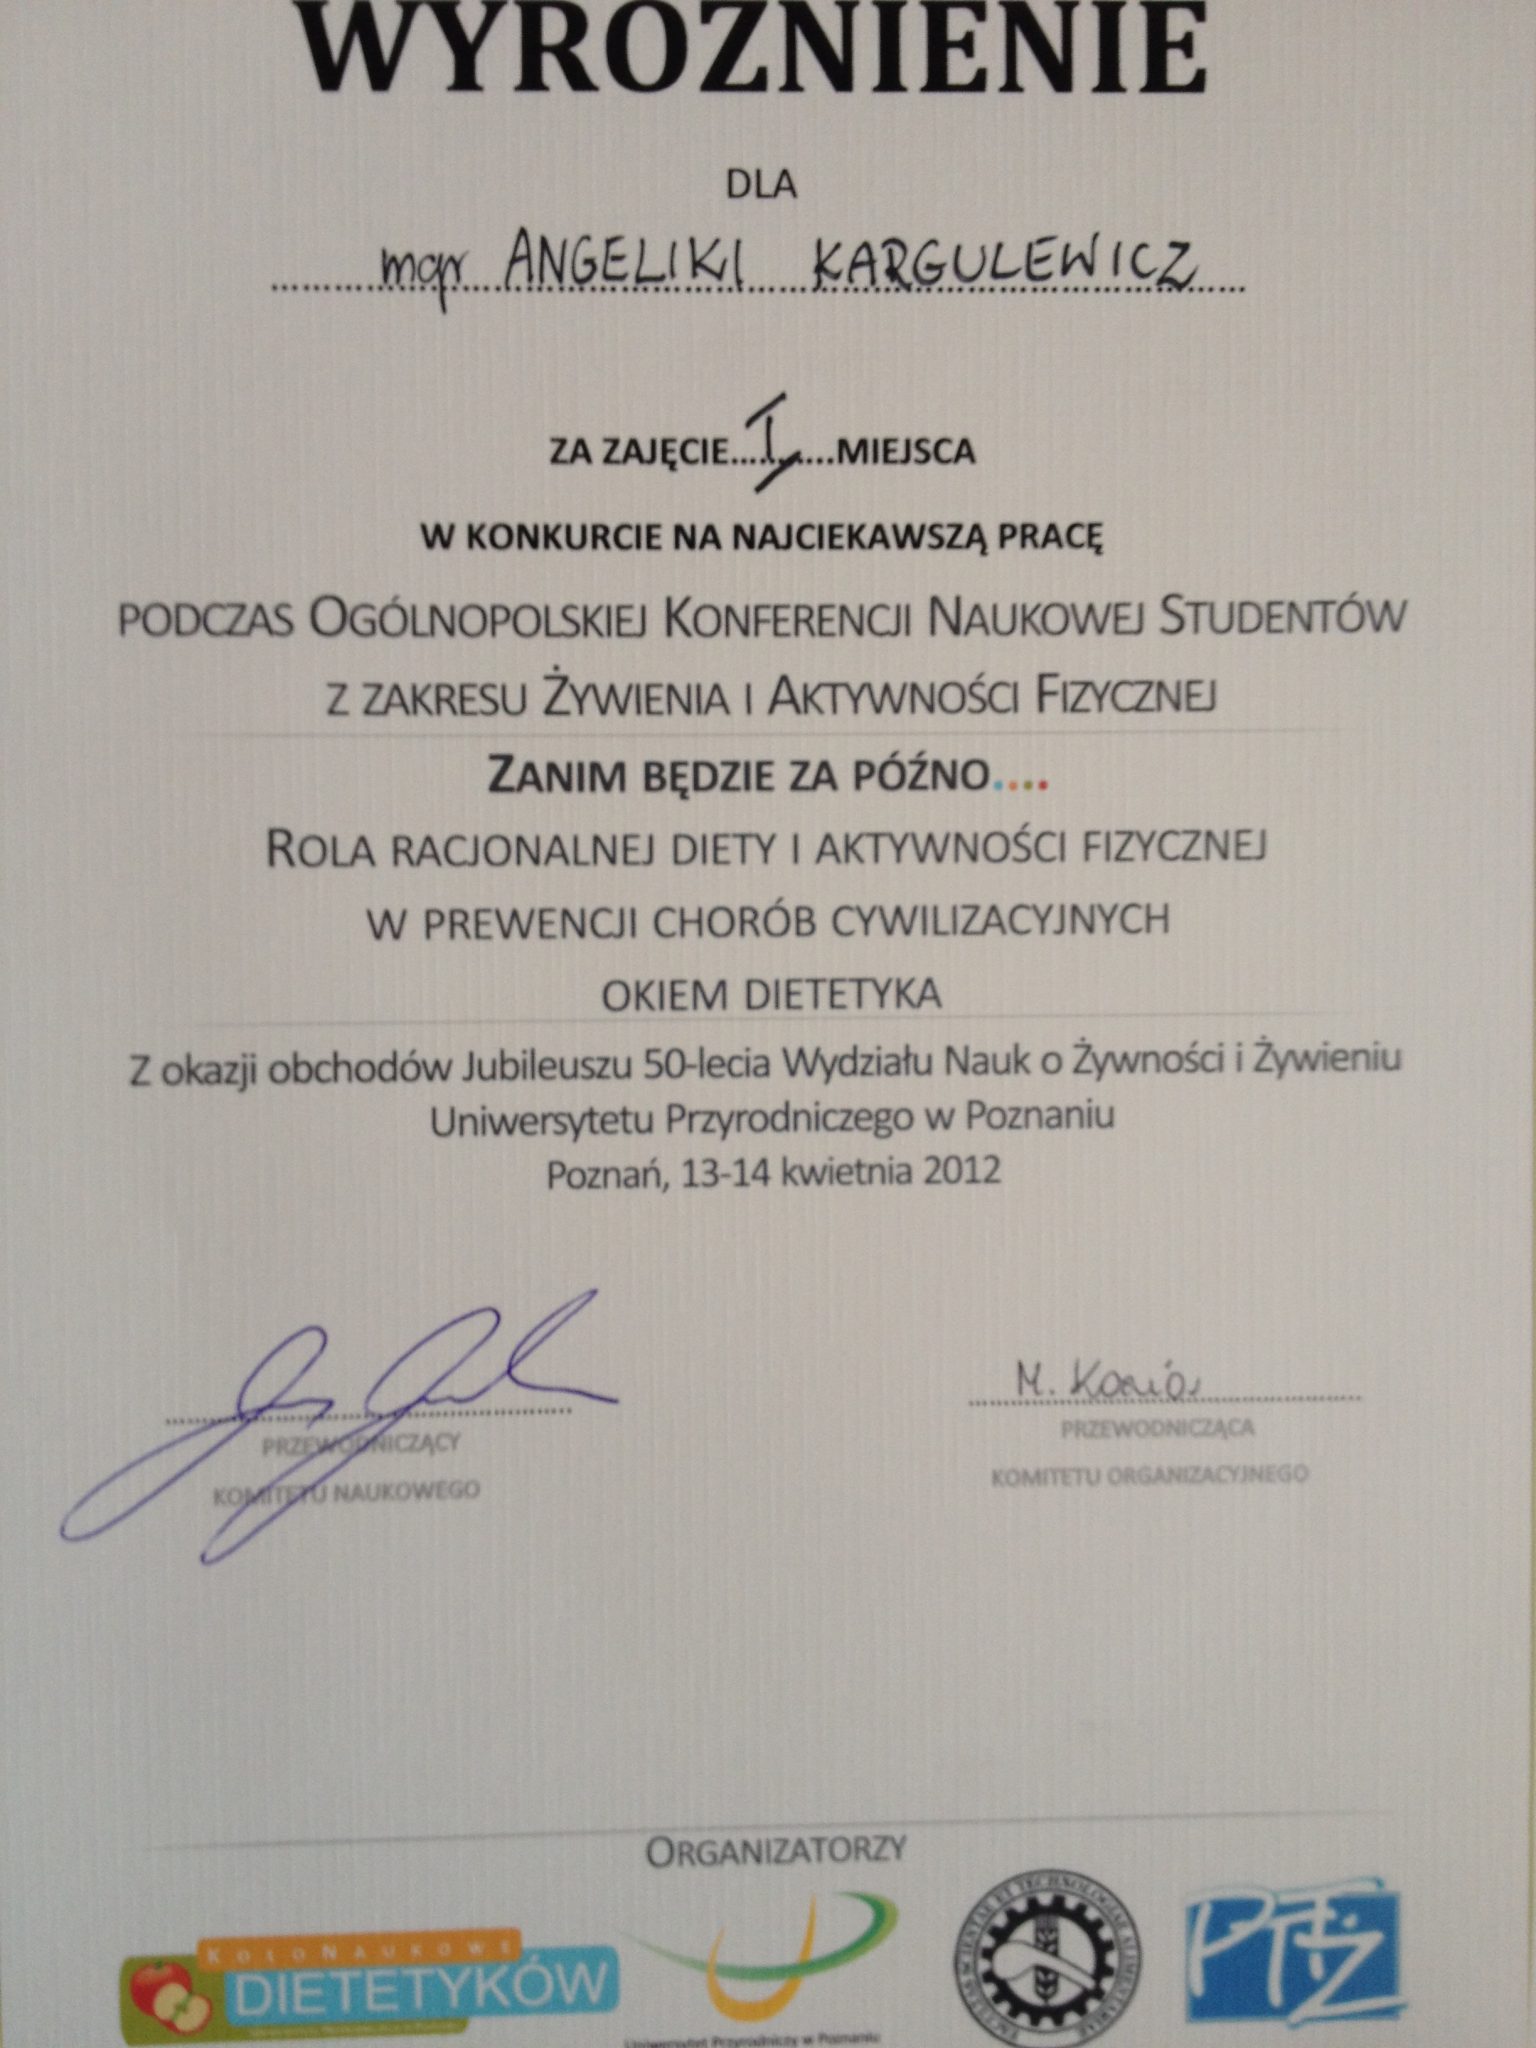 WYRÓŻNIENIE
DLA
mgr ANGELIKI KARGULEWICZ
ZA ZAJĘCIE....I....MIEJSCA
W KONKURCIE NA NAJCIEKAWSZĄ PRACĘ
PODCZAS OGÓLNOPOLSKIEJ KONFERENCJI NAUKOWEJ STUDENTÓW
Z ZAKRESU ŻYWIENIA I AKTYWNOŚCI FIZYCZNEJ
ZANIM BĘDZIE ZA PÓŹNO....
ROLA RACJONALNEJ DIETY I AKTYWNOŚCI FIZYCZNEJ
W PREWENCJI CHORÓB CYWILIZACYJNYCH
OKIEM DIETETYKA
Z okazji obchodów Jubileuszu 50-lecia Wydziału Nauk o Żywności i Żywieniu
Uniwersytetu Przyrodniczego w Poznaniu
Poznań, 13-14 kwietnia 2012
M.
PRZEWODNICZĄCY
KOMITETU NAUKOWEGO
PRZEWODNICZĄCA
KOMITETU ORGANIZACYJNEGO
ORGANIZATORZY
KOŁO NAUKOWE
DIETETYKÓW
Uniwersytet Przyrodniczy w Poznaniu
PTTŻ